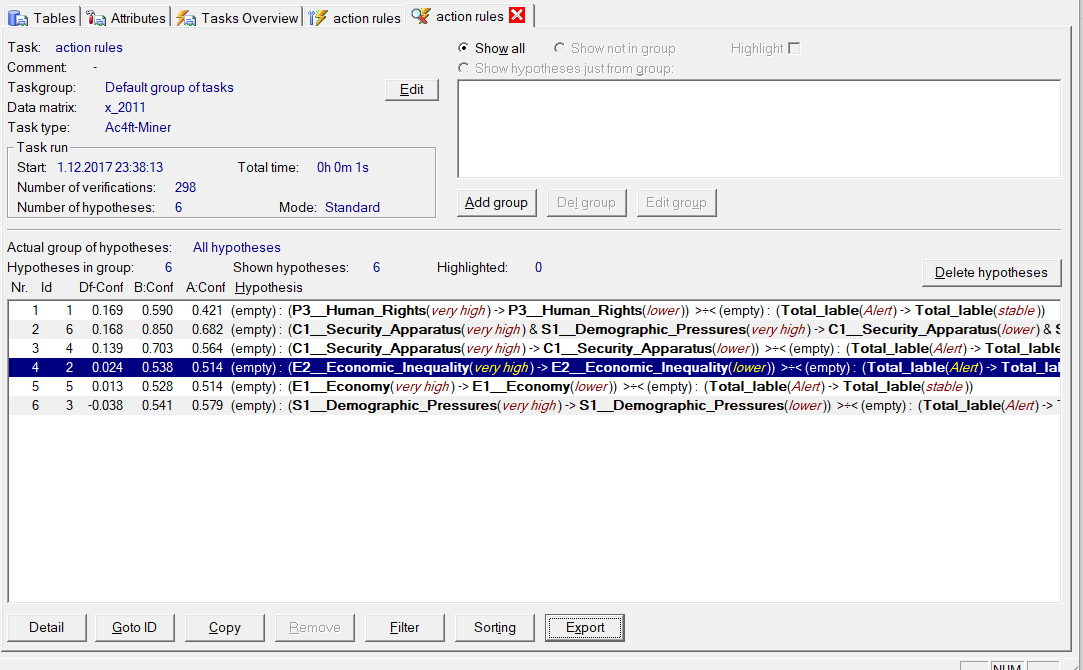 Tables Attributes Tasks Overview action rules action rules
Task: action rules
Comment: -
Taskgroup: Default group of tasks
Data matrix: x_2011
Task type: Ac4ft-Miner
Edit
Task run
Start: 1.12.2017 23:38:13 Total time: 0h 0m 1s
Number of verifications: 298
Number of hypotheses: 6 Mode: Standard
Show all Show not in group Highlight
Show hypotheses just from group:
Add group Del group Edit group
Actual group of hypotheses: All hypotheses
Hypotheses in group: 6 Shown hypotheses: 6 Highlighted: 0
Delete hypotheses
Nr. Id Df-Conf B:Conf A:Conf Hypothesis
1 1 0.169 0.590 0.421 (empty) : (P3__Human_Rights(very high) -> P3__Human_Rights(lower)) >÷< (empty) : (Total_lable(Alert) -> Total_lable(stable))
2 6 0.168 0.850 0.682 (empty) : (C1__Security_Apparatus(very high) & S1__Demographic_Pressures(very high) -> C1__Security_Apparatus(lower) & S
3 4 0.139 0.703 0.564 (empty) : (C1__Security_Apparatus(very high) -> C1__Security_Apparatus(lower)) >÷< (empty) : (Total_lable(Alert) -> Total_lable
4 2 0.024 0.538 0.514 (empty) : (E2__Economic_Inequality(very high) -> E2__Economic_Inequality(lower)) >÷< (empty) : (Total_lable(Alert) -> Total_lal
5 5 0.013 0.528 0.514 (empty) : (E1__Economy(very high) -> E1__Economy(lower)) >÷< (empty) : (Total_lable(Alert) -> Total_lable(stable))
6 3 -0.038 0.541 0.579 (empty) : (S1__Demographic_Pressures(very high) -> S1__Demographic_Pressures(lower)) >÷< (empty) : (Total_lable(Alert) ->
Detail Goto ID Copy Remove Filter Sorting Export
NUM